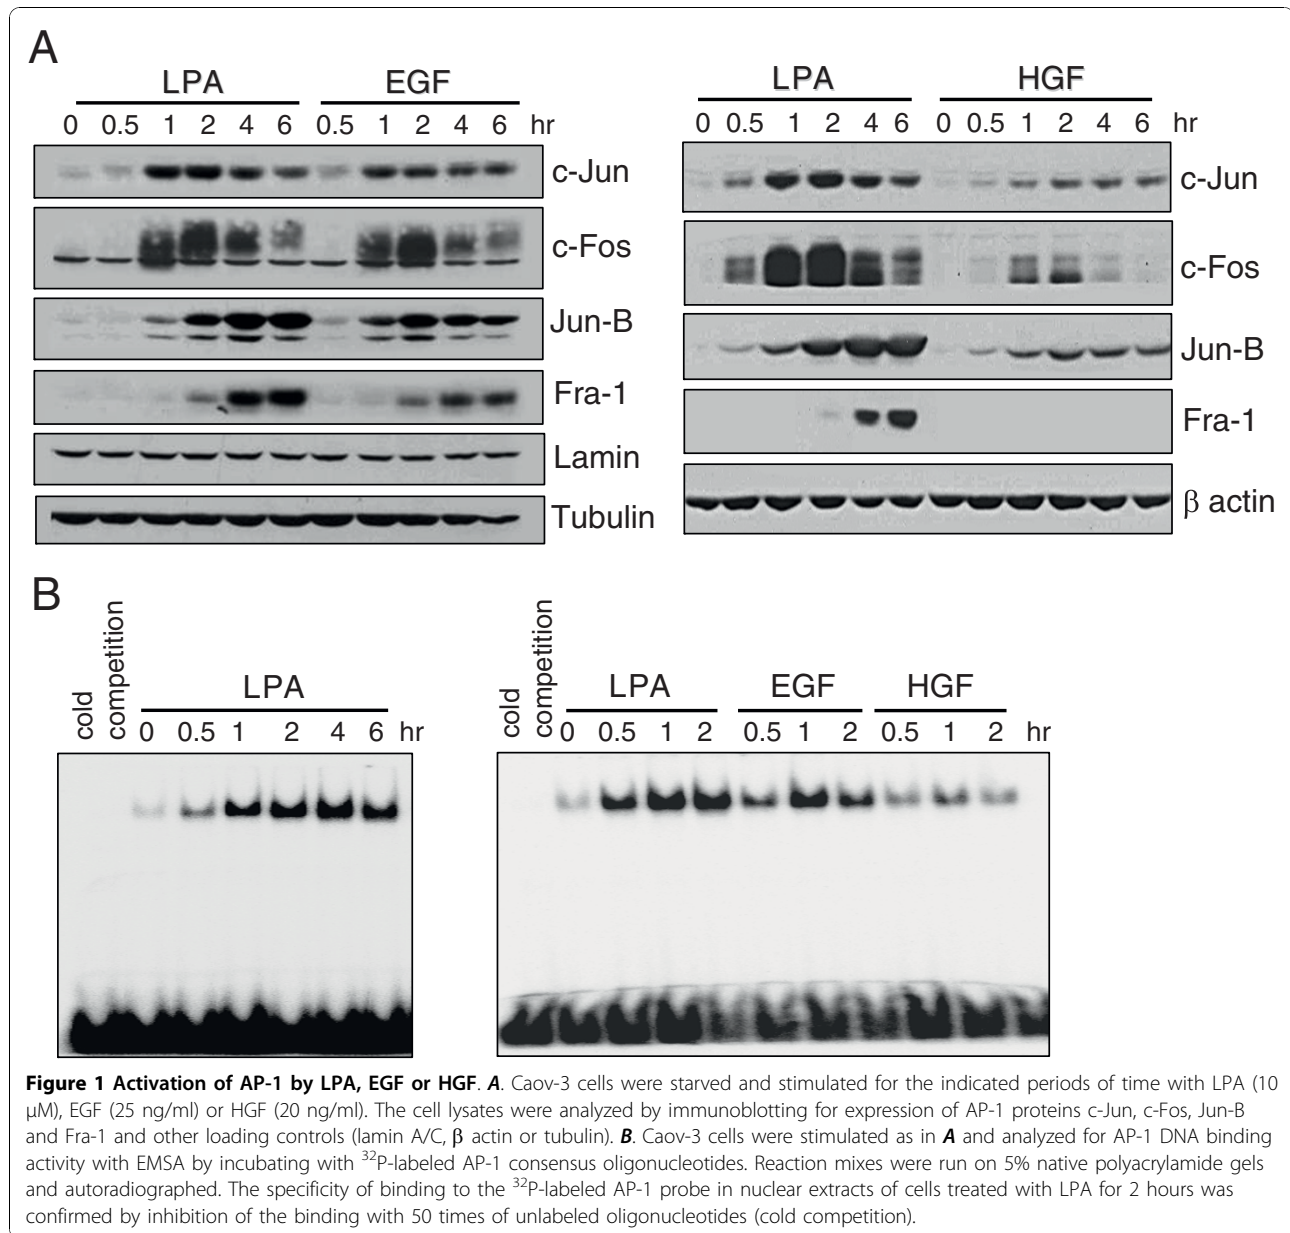 A
LPA EGF
0 0.5 1 2 4 6 0.5 1 2 4 6 hr
c-Jun
c-Fos
Jun-B
Fra-1
Lamin
Tubulin
LPA HGF
0 0.5 1 2 4 6 0 0.5 1 2 4 6 hr
c-Jun
c-Fos
Jun-B
Fra-1
β actin
B
cold
competition
LPA
0 0.5 1 2 4 6 hr
cold
competition
LPA EGF HGF
0 0.5 1 2 0.5 1 2 0.5 1 2 hr
Figure 1 Activation of AP-1 by LPA, EGF or HGF. A. Caov-3 cells were starved and stimulated for the indicated periods of time with LPA (10
μM), EGF (25 ng/ml) or HGF (20 ng/ml). The cell lysates were analyzed by immunoblotting for expression of AP-1 proteins c-Jun, c-Fos, Jun-B
and Fra-1 and other loading controls (lamin A/C, β actin or tubulin). B. Caov-3 cells were stimulated as in A and analyzed for AP-1 DNA binding
activity with EMSA by incubating with ³²P-labeled AP-1 consensus oligonucleotides. Reaction mixes were run on 5% native polyacrylamide gels
and autoradiographed. The specificity of binding to the ³²P-labeled AP-1 probe in nuclear extracts of cells treated with LPA for 2 hours was
confirmed by inhibition of the binding with 50 times of unlabeled oligonucleotides (cold competition).